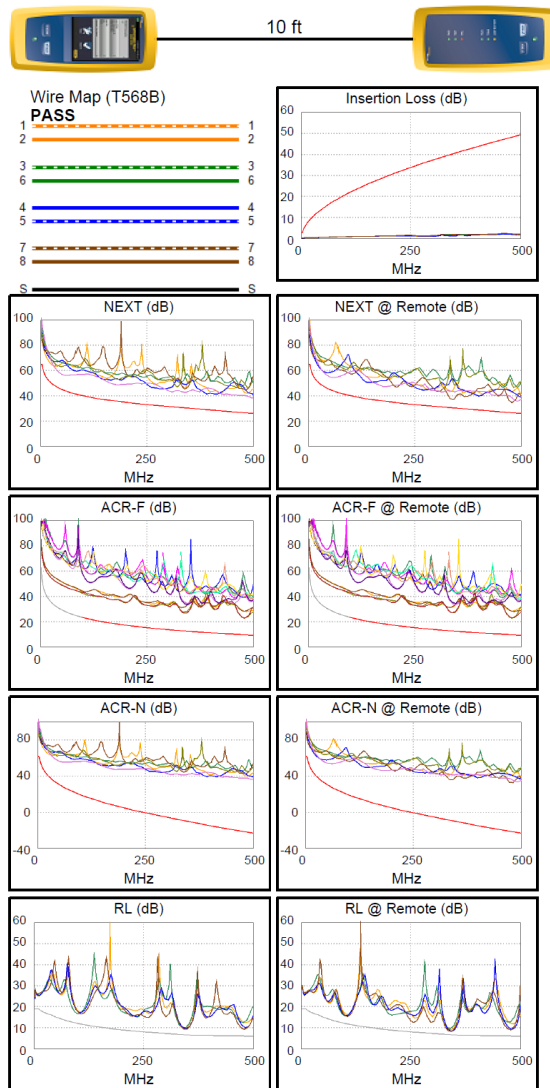 10 ft
Wire Map (T568B)
PASS
1 1
2 2
3 3
6 6
4 4
5 5
7 7
8 8
S S
Insertion Loss (dB)
60
50
40
30
20
10
0
0 250 500
MHz
NEXT (dB)
100
80
60
40
20
0
0 250 500
MHz
NEXT @ Remote (dB)
100
80
60
40
20
0
0 250 500
MHz
ACR-F (dB)
100
80
60
40
20
0
0 250 500
MHz
ACR-F @ Remote (dB)
100
80
60
40
20
0
0 250 500
MHz
ACR-N (dB)
80
40
0
-40
0 250 500
MHz
ACR-N @ Remote (dB)
80
40
0
-40
0 250 500
MHz
RL (dB)
60
50
40
30
20
10
0
0 250 500
MHz
RL @ Remote (dB)
60
50
40
30
20
10
0
0 250 500
MHz